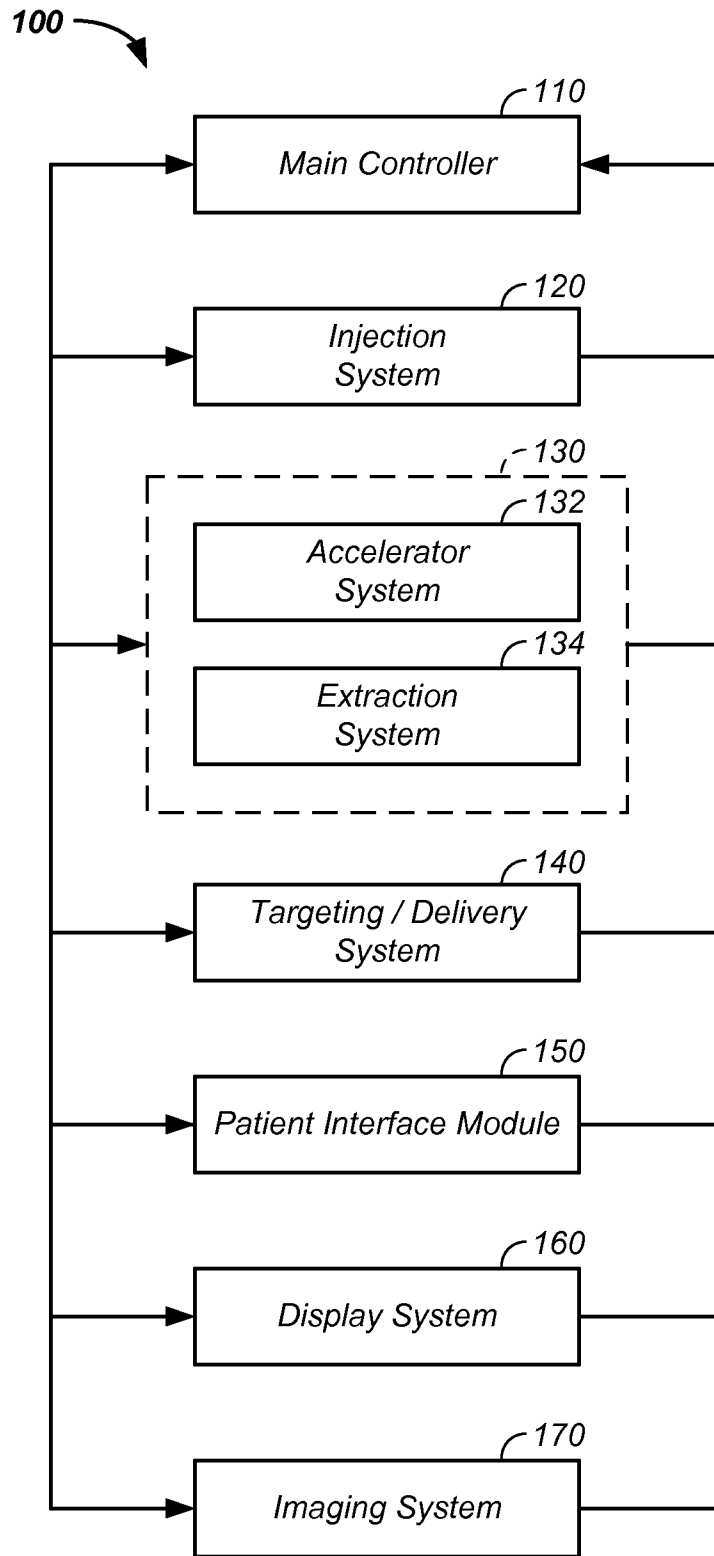 100
110
Main Controller
120
Injection
System
130
132
Accelerator
System
134
Extraction
System
140
Targeting / Delivery
System
150
Patient Interface Module
160
Display System
170
Imaging System